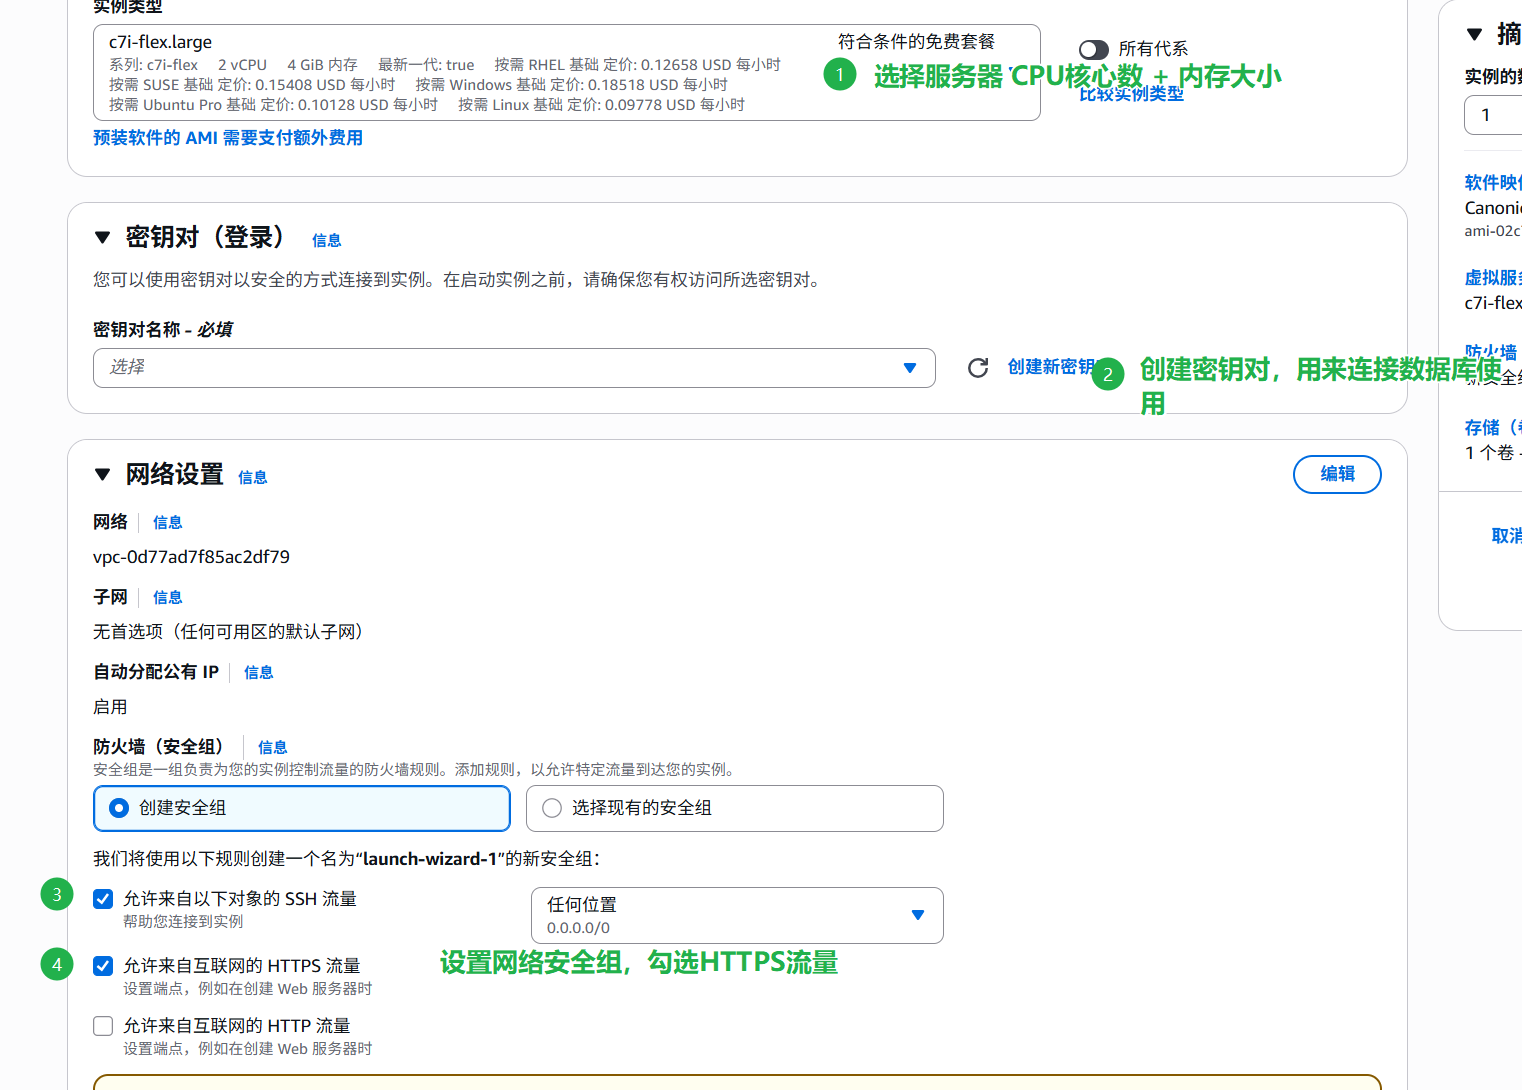 实例类型
c7i-flex.large
符合条件的免费套餐
系列: c7i-flex 2 vCPU 4 GiB 内存 最新一代: true 按需 RHEL 基础 定价: 0.12658 USD 每小时
按需 SUSE 基础 定价: 0.15408 USD 每小时 按需 Windows 基础 定价: 0.18518 USD 每小时
按需 Ubuntu Pro 基础 定价: 0.10128 USD 每小时 按需 Linux 基础 定价: 0.09778 USD 每小时
所有代系
1 选择服务器 CPU核心数 + 内存大小
比较实例类型
预装软件的 AMI 需要支付额外费用
密钥对（登录） 信息
您可以使用密钥对以安全的方式连接到实例。在启动实例之前，请确保您有权访问所选密钥对。
密钥对名称 – 必填
选择
创建新密钥
2 创建密钥对，用来连接数据库使
用
网络设置 信息
编辑
网络 信息
vpc-0d77ad7f85ac2df79
子网 信息
无首选项（任何可用区的默认子网）
自动分配公有 IP 信息
启用
防火墙（安全组） 信息
安全组是一组负责为您的实例控制流量的防火墙规则。添加规则，以允许特定流量到达您的实例。
创建安全组
选择现有的安全组
我们将使用以下规则创建一个名为“launch-wizard-1”的新安全组：
3 允许来自以下对象的 SSH 流量
帮助您连接到实例
任何位置
0.0.0.0/0
4 允许来自互联网的 HTTPS 流量
设置端点，例如在创建 Web 服务器时
设置网络安全组，勾选HTTPS流量
允许来自互联网的 HTTP 流量
设置端点，例如在创建 Web 服务器时
摘
实例的
1
软件映
Canoni
ami-02c
虚拟服
c7i-flex
防火墙
新安全
存储（
1 个卷
取消